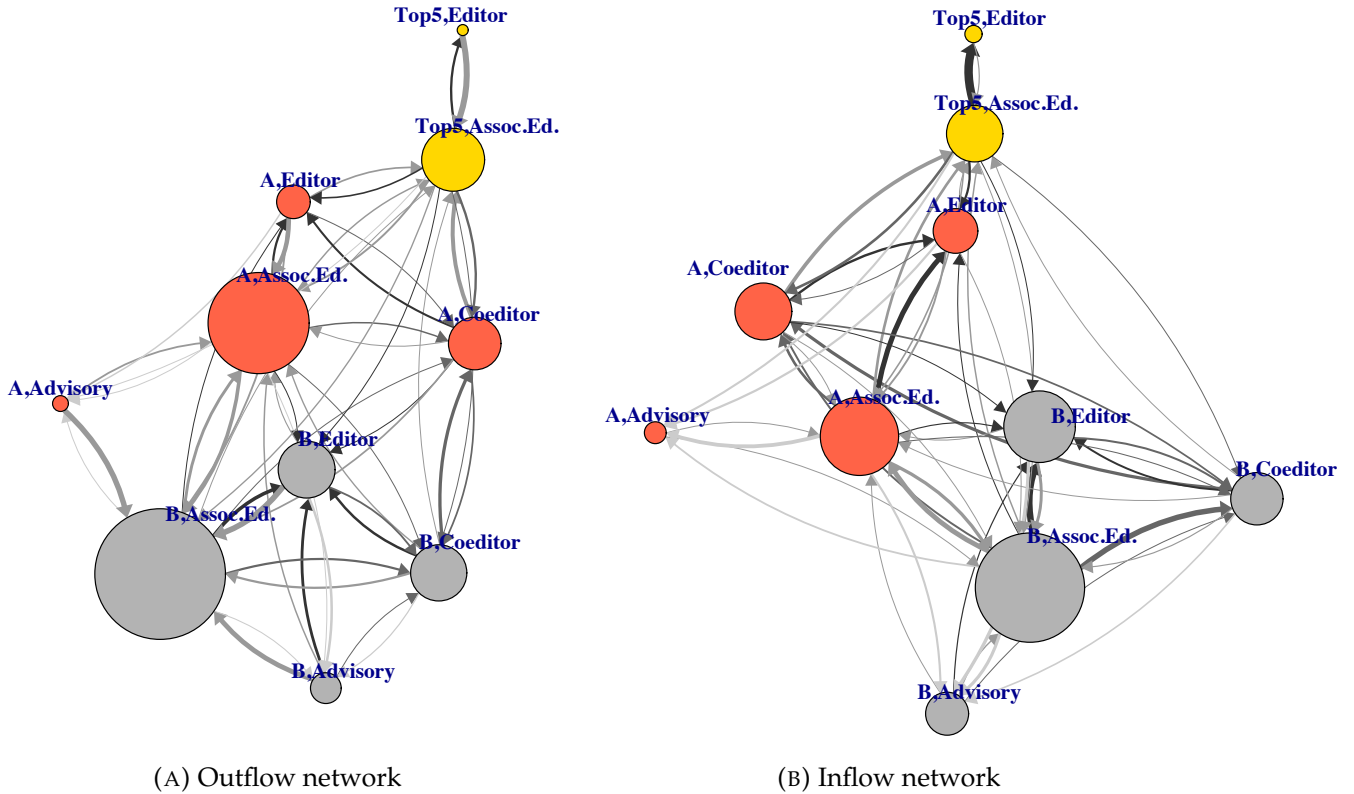 Top5,Editor
Top5,Assoc.Ed.
A,Editor
A,Assoc.Ed.
A,Coeditor
A,Advisory
B,Editor
B,Assoc.Ed.
B,Coeditor
B,Advisory
(A) Outflow network
Top5,Editor
Top5,Assoc.Ed.
A,Editor
A,Coeditor
A,Assoc.Ed.
A,Advisory
B,Editor
B,Coeditor
B,Assoc.Ed.
B,Advisory
(B) Inflow network